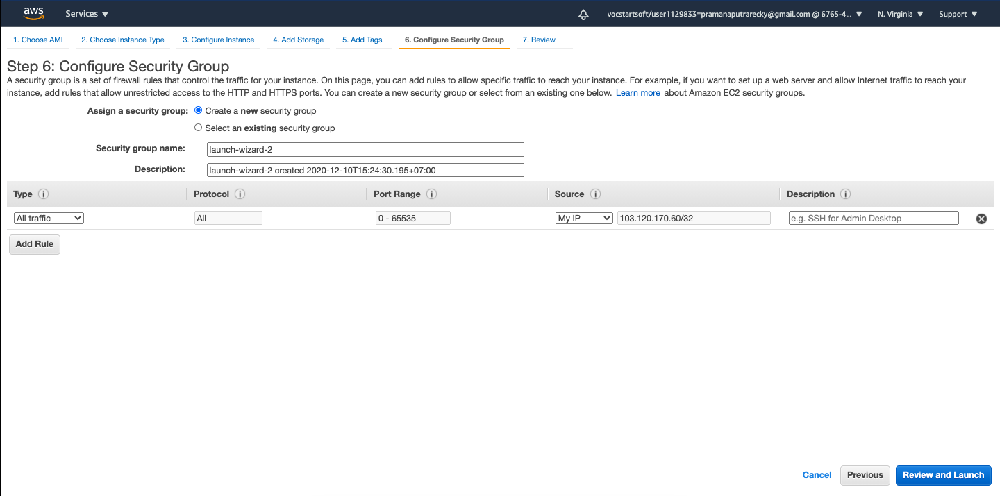 aws Services vocstartsoft/user1129833=pramanaputrarecky@gmail.com @ 6765-4... N. Virginia Support
1. Choose AMI 2. Choose Instance Type 3. Configure Instance 4. Add Storage 5. Add Tags 6. Configure Security Group 7. Review
Step 6: Configure Security Group
A security group is a set of firewall rules that control the traffic for your instance. On this page, you can add rules to allow specific traffic to reach your instance. For example, if you want to set up a web server and allow Internet traffic to reach your
instance, add rules that allow unrestricted access to the HTTP and HTTPS ports. You can create a new security group or select from an existing one below. Learn more about Amazon EC2 security groups.
Assign a security group: Create a new security group
Select an existing security group
Security group name: launch-wizard-2
Description: launch-wizard-2 created 2020-12-10T15:24:30.195+07:00
Type i Protocol i Port Range i Source i Description i
All traffic All 0 - 65535 My IP 103.120.170.60/32 e.g. SSH for Admin Desktop
Add Rule
Cancel Previous Review and Launch